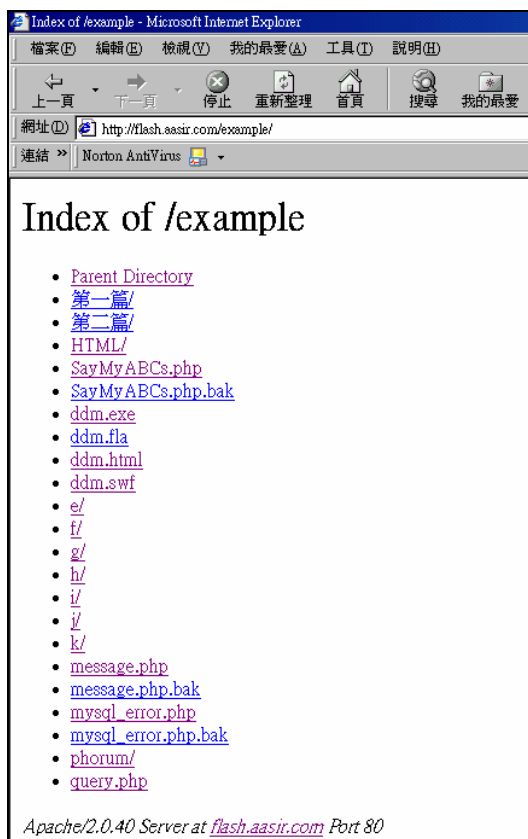 Index of /example - Microsoft Internet Explorer
檔案(F) 編輯(E) 檢視(V) 我的最愛(A) 工具(T) 說明(H)
上一頁 下一頁 停止 重新整理 首頁 搜尋 我的最愛
網址(D) http://flash.aasir.com/example/
連結 » Norton AntiVirus
Index of /example
Parent Directory
第一篇/
第二篇/
HTML/
SayMyABCs.php
SayMyABCs.php.bak
ddm.exe
ddm.fla
ddm.html
ddm.swf
e/
f/
g/
h/
i/
j/
k/
message.php
message.php.bak
mysql_error.php
mysql_error.php.bak
phorum/
query.php
Apache/2.0.40 Server at flash.aasir.com Port 80